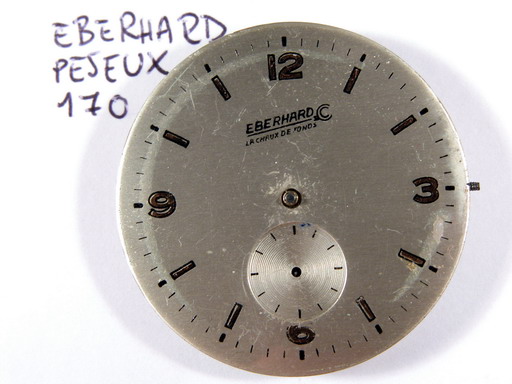 EBERHARD
PESEUX
170
12
EBERHARD & C
LA CHAUX DE FONDS
9
3
6